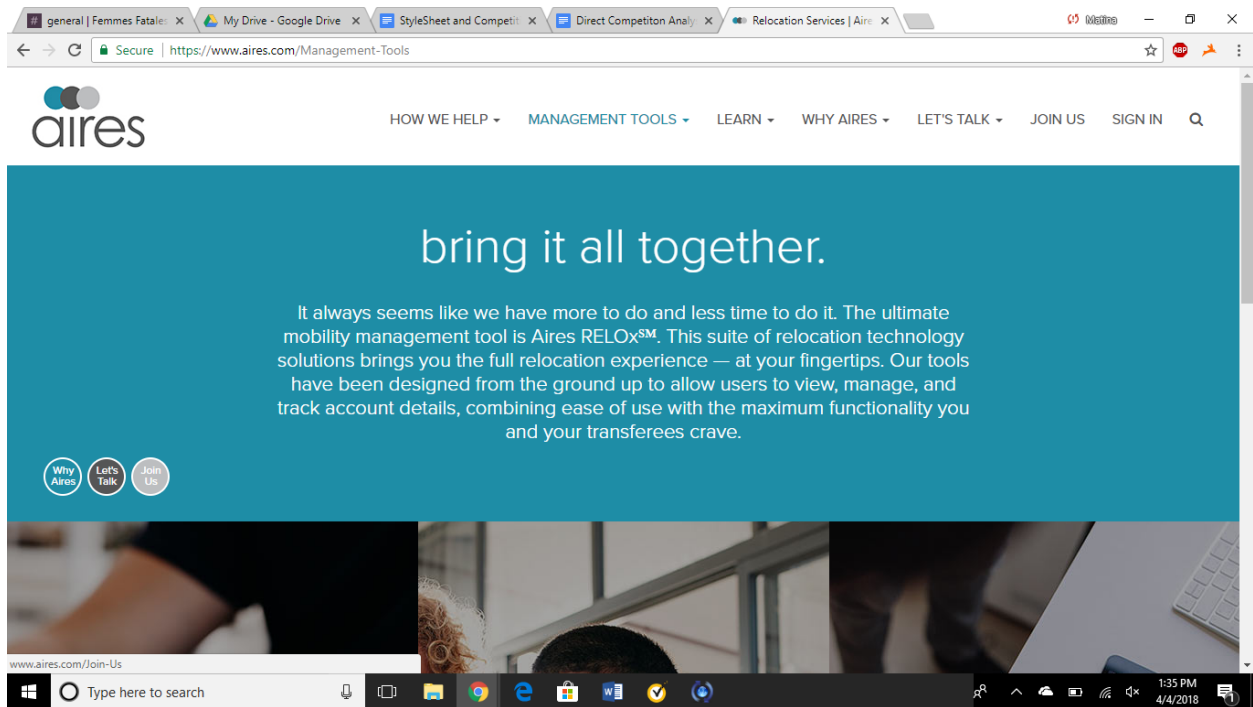 general | Femmes Fatales
My Drive - Google Drive
StyleSheet and Competiti
Direct Competiton Analy
Relocation Services | Aire
Matina
Secure
https://www.aires.com/Management-Tools
ABP
aires
HOW WE HELP
MANAGEMENT TOOLS
LEARN
WHY AIRES
LET'S TALK
JOIN US
SIGN IN
bring it all together.
It always seems like we have more to do and less time to do it. The ultimate
mobility management tool is Aires RELOx℠. This suite of relocation technology
solutions brings you the full relocation experience — at your fingertips. Our tools
have been designed from the ground up to allow users to view, manage, and
track account details, combining ease of use with the maximum functionality you
and your transferees crave.
Why
Aires
Let's
Talk
Join
Us
www.aires.com/Join-Us
Type here to search
1:35 PM
4/4/2018
1